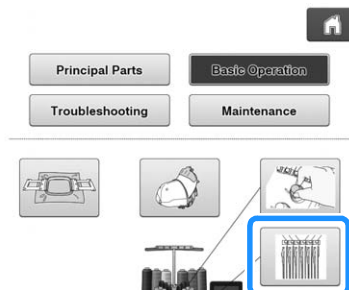 Principal Parts
Basic Operation
Troubleshooting
Maintenance